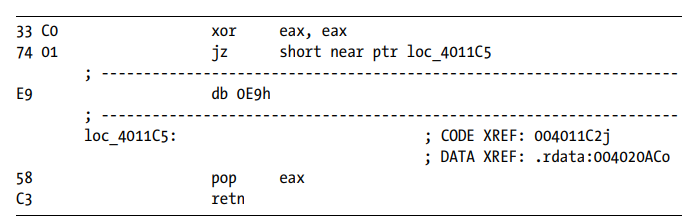 33 C0 xor eax, eax
74 01 jz short near ptr loc_4011C5
; -------------------------------------------------------------------
E9 db 0E9h
; -------------------------------------------------------------------
loc_4011C5: ; CODE XREF: 004011C2j
; DATA XREF: .rdata:004020ACo
58 pop eax
C3 retn